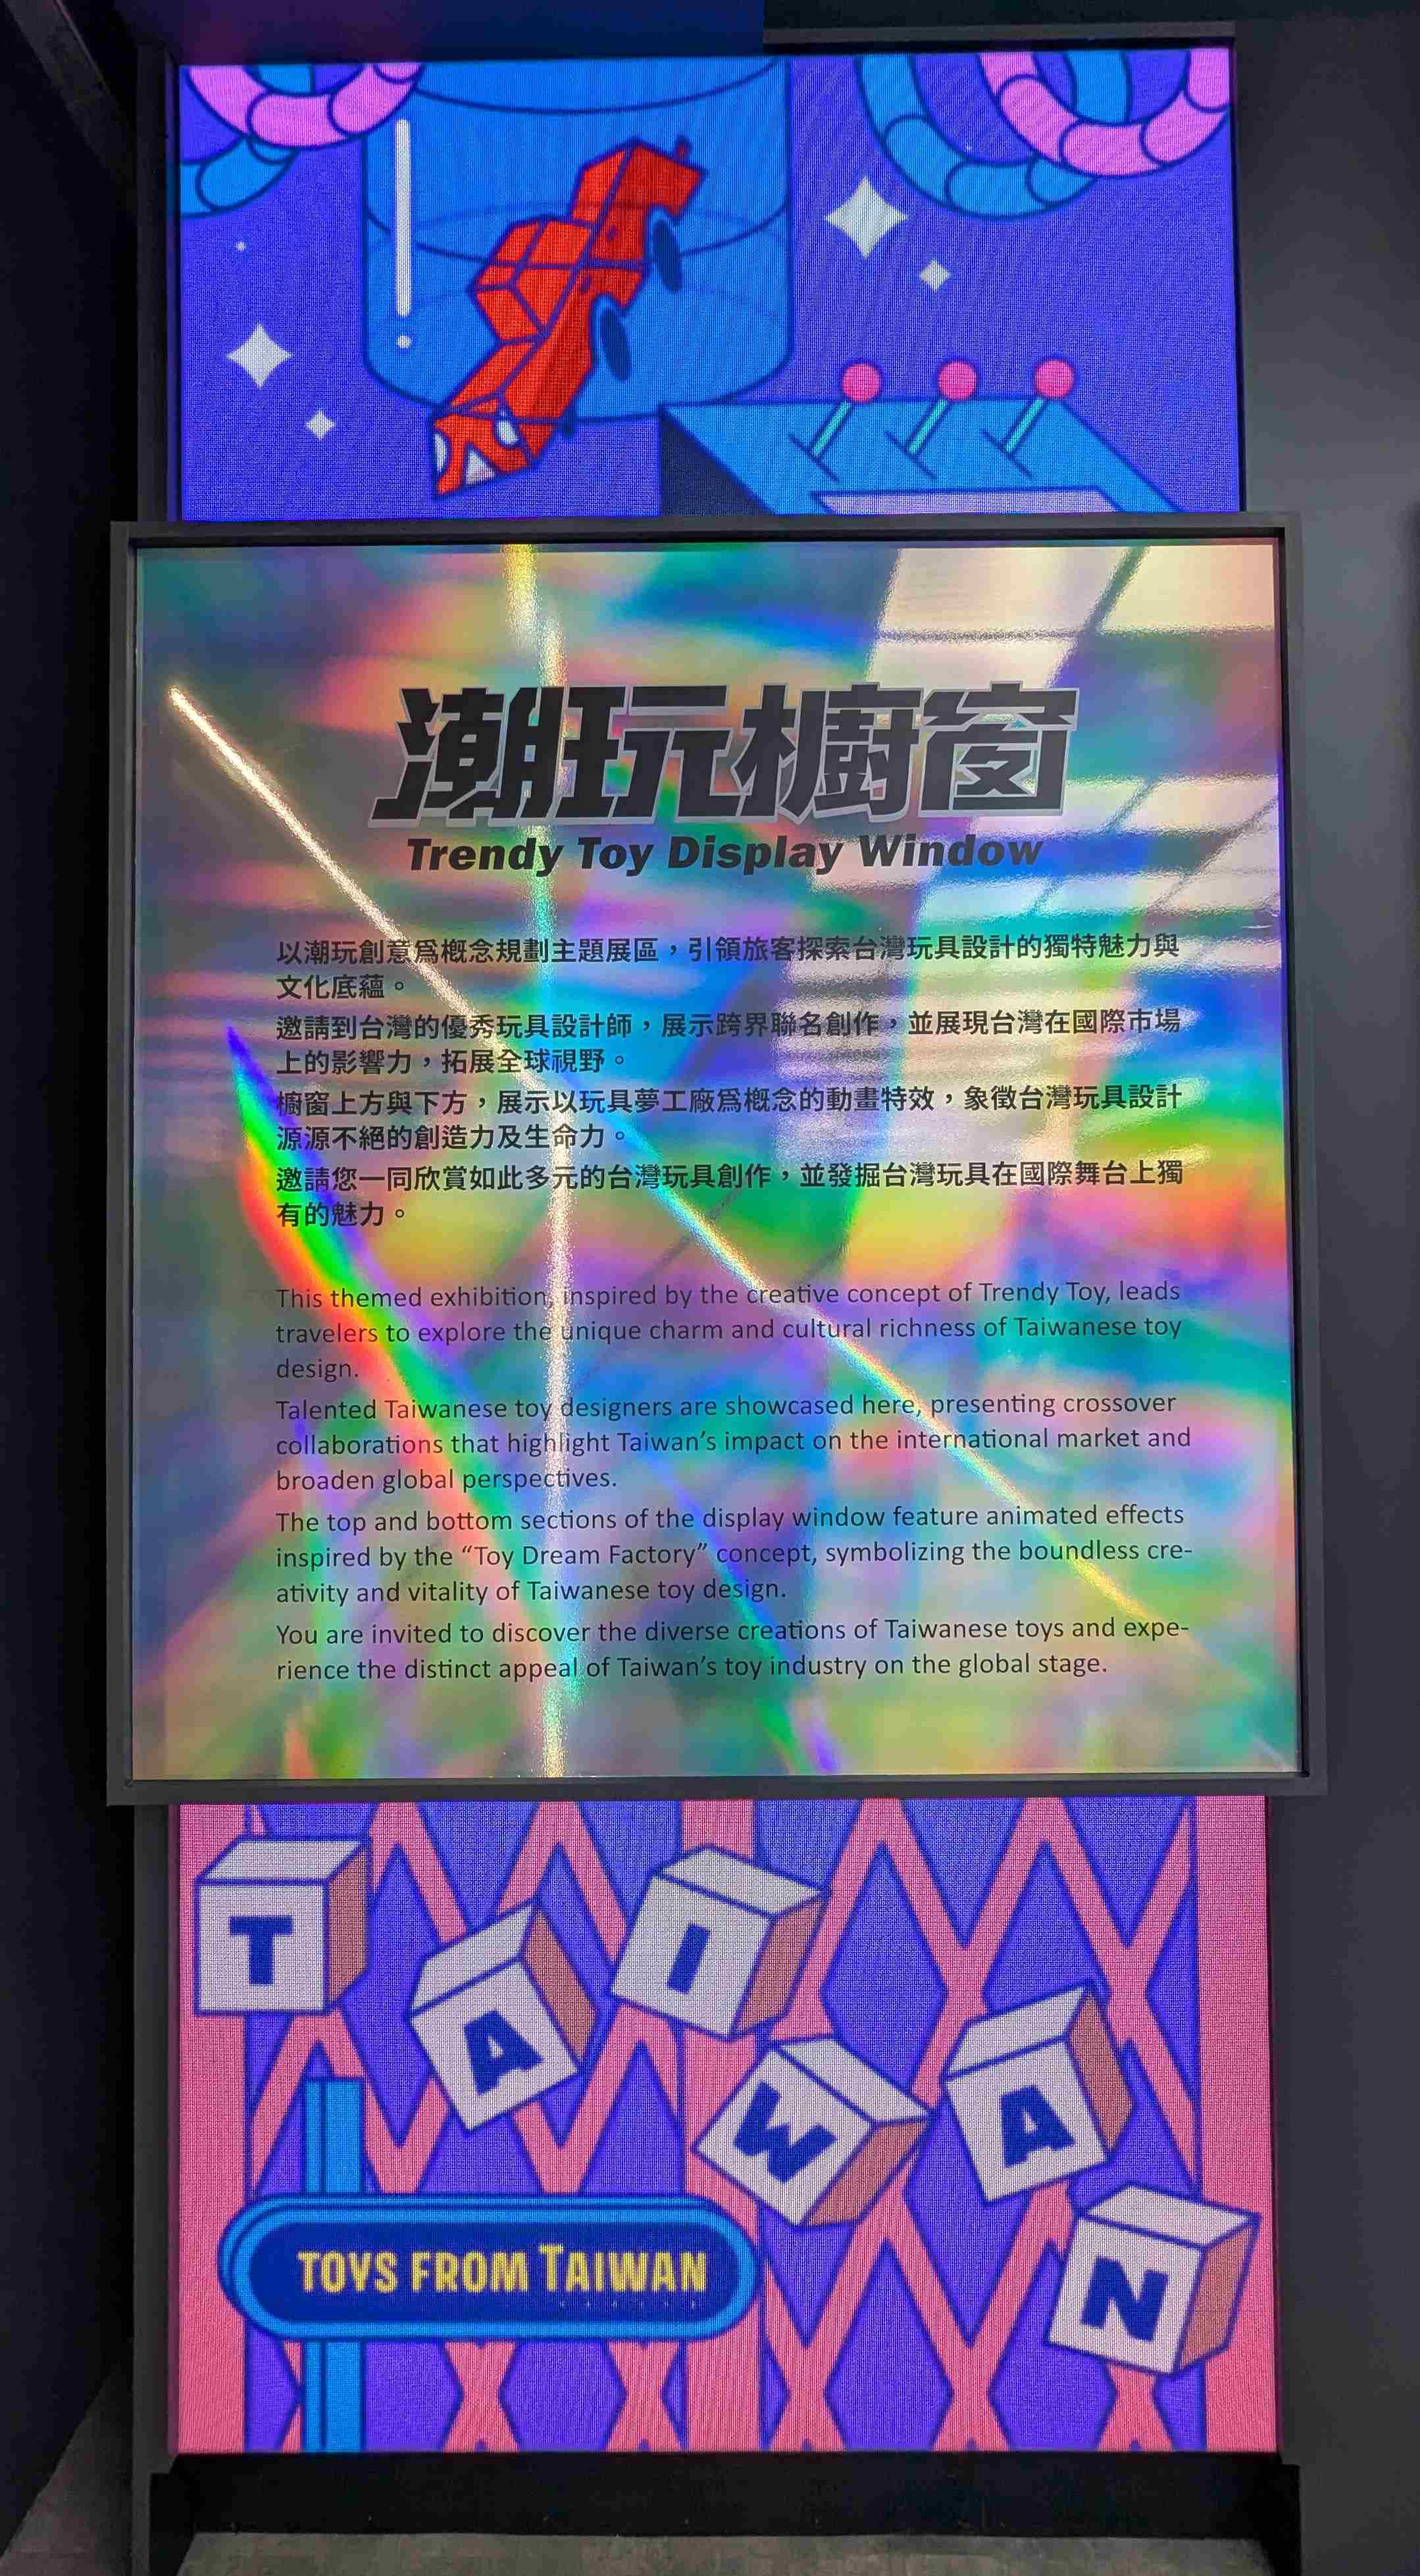 潮玩櫥窗
Trendy Toy Display Window
以潮玩創意為概念規劃主題展區，引領旅客探索台灣玩具設計的獨特魅力與
文化底蘊。
邀請到台灣的優秀玩具設計師，展示跨界聯名創作，並展現台灣在國際市場
上的影響力，拓展全球視野。
櫥窗上方與下方，展示以玩具夢工廠為概念的動畫特效，象徵台灣玩具設計
源源不絕的創造力及生命力。
邀請您一同欣賞如此多元的台灣玩具創作，並發掘台灣玩具在國際舞台上獨
有的魅力。
This themed exhibition, inspired by the creative concept of Trendy Toy, leads
travelers to explore the unique charm and cultural richness of Taiwanese toy
design.
Talented Taiwanese toy designers are showcased here, presenting crossover
collaborations that highlight Taiwan’s impact on the international market and
broaden global perspectives.
The top and bottom sections of the display window feature animated effects
inspired by the “Toy Dream Factory” concept, symbolizing the boundless cre-
ativity and vitality of Taiwanese toy design.
You are invited to discover the diverse creations of Taiwanese toys and expe-
rience the distinct appeal of Taiwan’s toy industry on the global stage.
TAIWAN
TOYS FROM TAIWAN